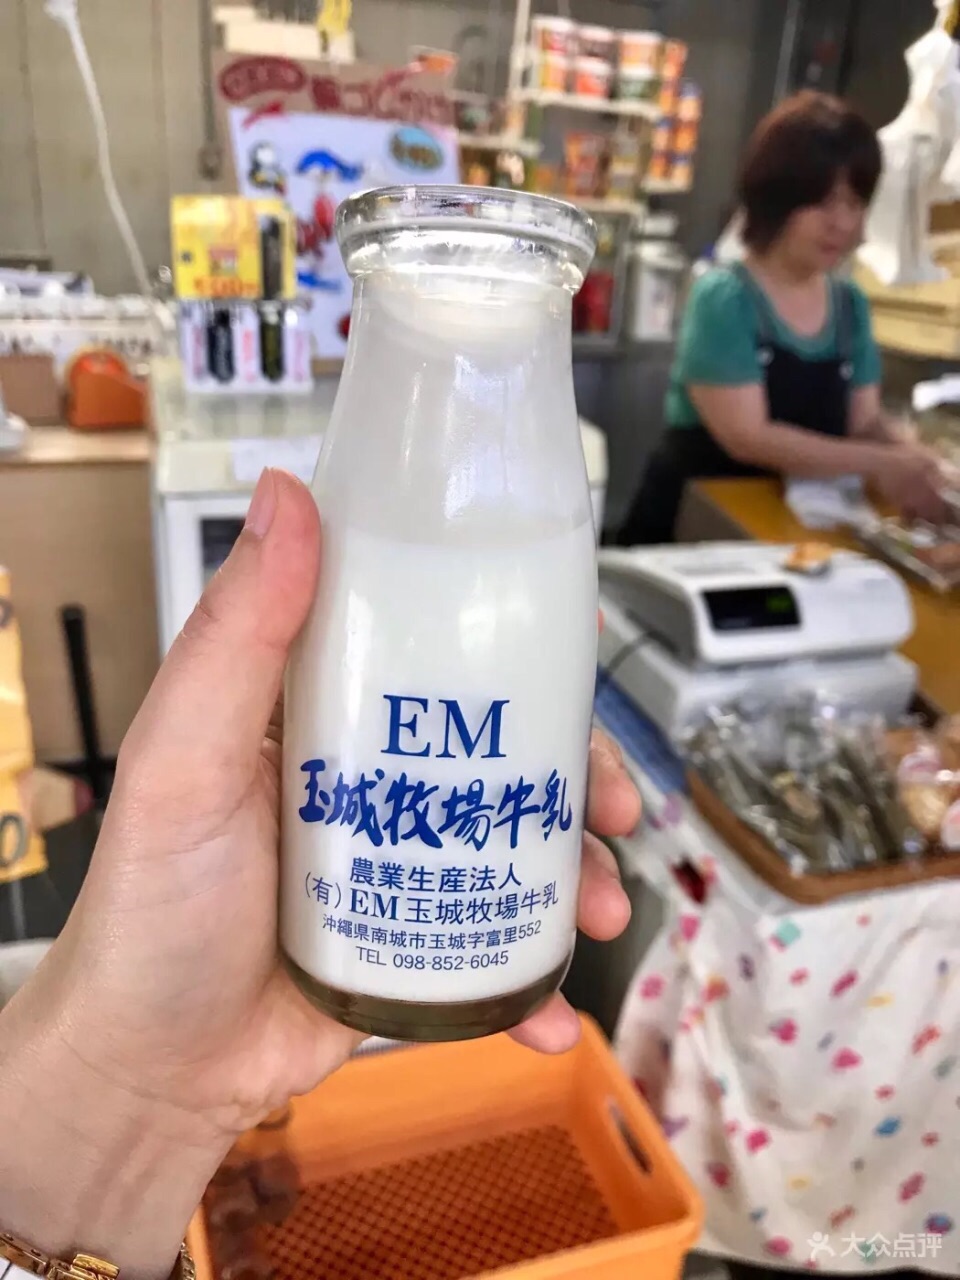 EM
玉城牧場牛乳
農業生産法人
(有)EM玉城牧場牛乳
沖縄県南城市玉城字富里552
TEL 098-852-6045
大众点评